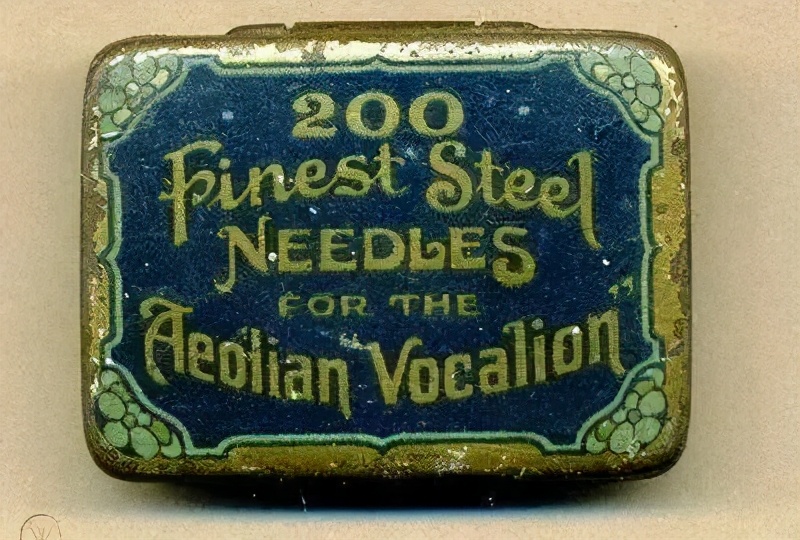 200
Finest Steel
NEEDLES
FOR THE
Aeolian Vocalion"